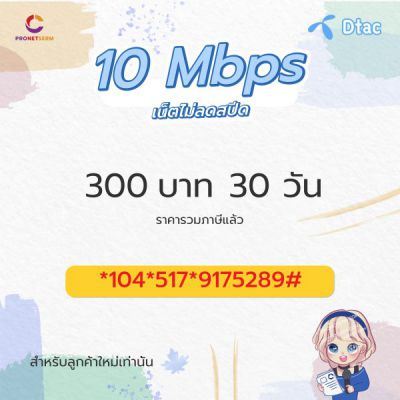 PRONETSERM
Dtac
10 Mbps
เน็ตไม่ลดสปีด
300 บาท 30 วัน
ราคารวมภาษีแล้ว
*104*517*9175289#
สำหรับลูกค้าใหม่เท่านั้น